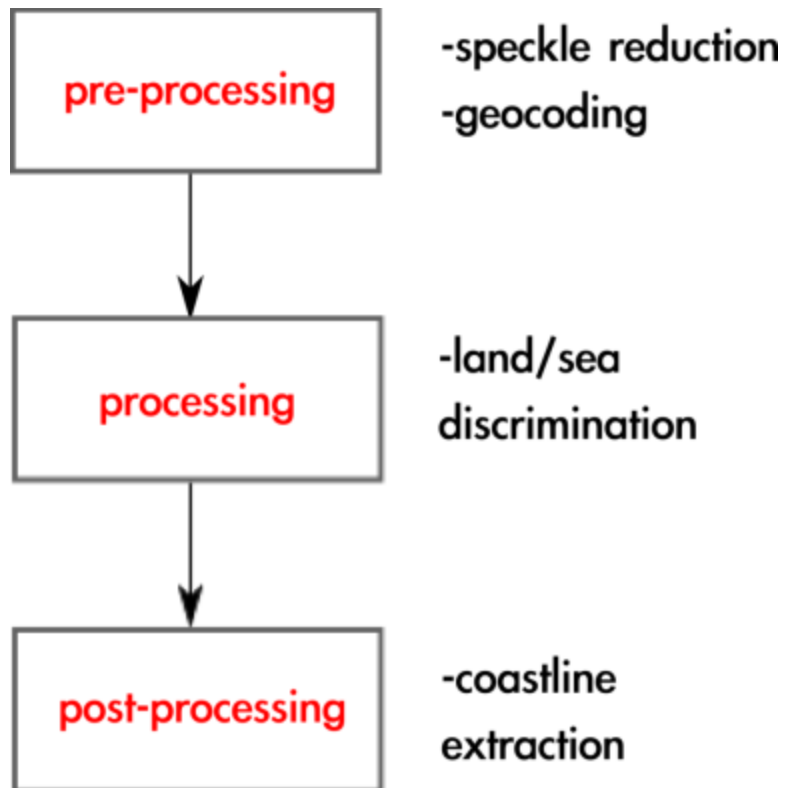 pre-processing
-speckle reduction
-geocoding
processing
-land/sea
discrimination
post-processing
-coastline
extraction